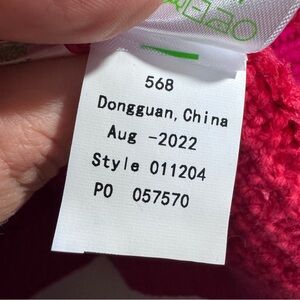 568
Dongguan, China
Aug -2022
Style 011204
PO 057570